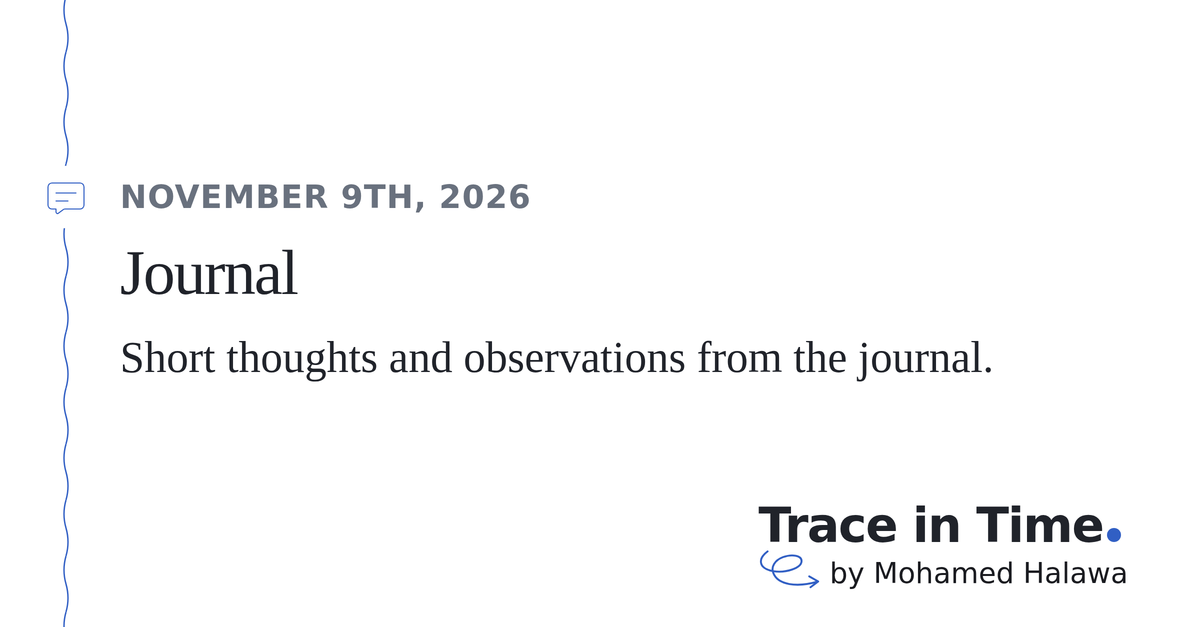 NOVEMBER 9TH, 2026
Journal
Short thoughts and observations from the journal.
Trace in Time.
by Mohamed Halawa